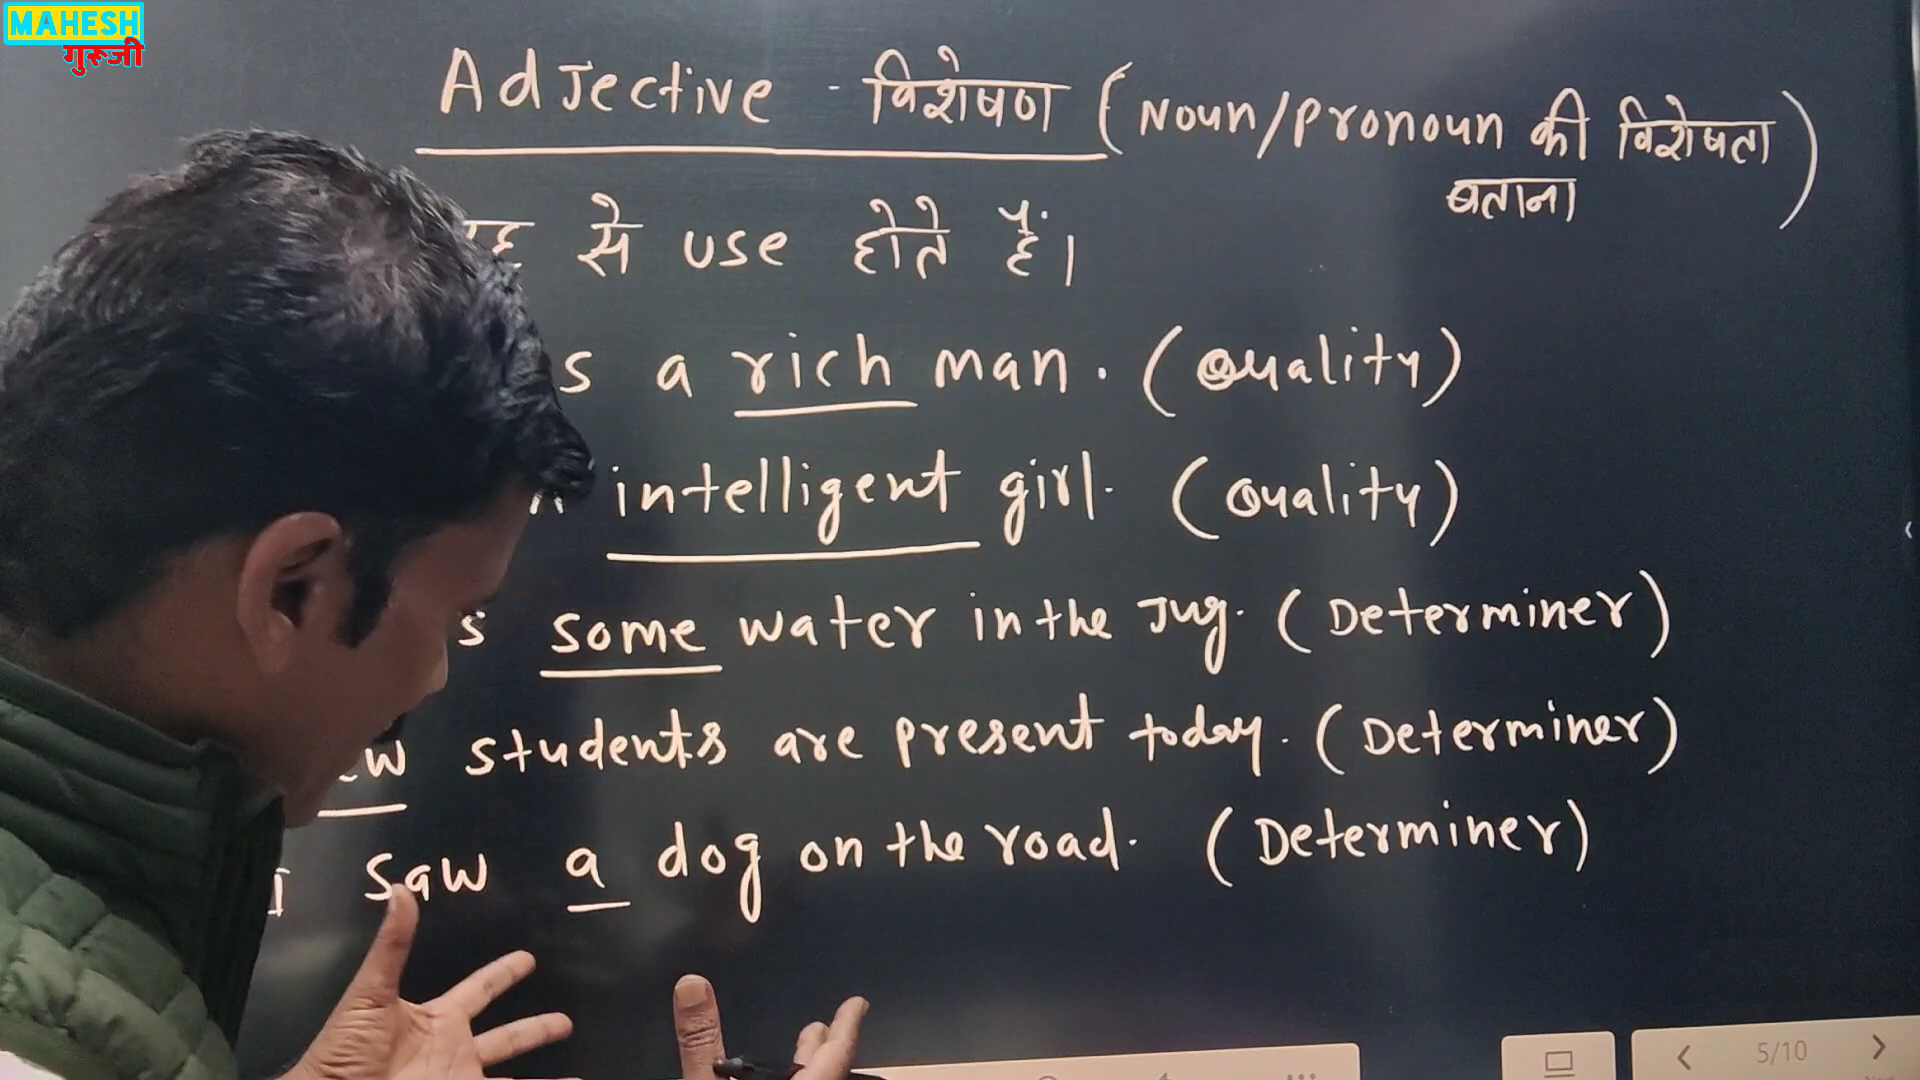 MAHESH
गुरूजी
Adjective - विशेषण (Noun/Pronoun की विशेषता
बताना)
से use होते हैं।
a rich man. (Quality)
intelligent girl. (Quality)
some water in the Jug. (Determiner)
students are present today. (Determiner)
I saw a dog on the road. (Determiner)
5/10